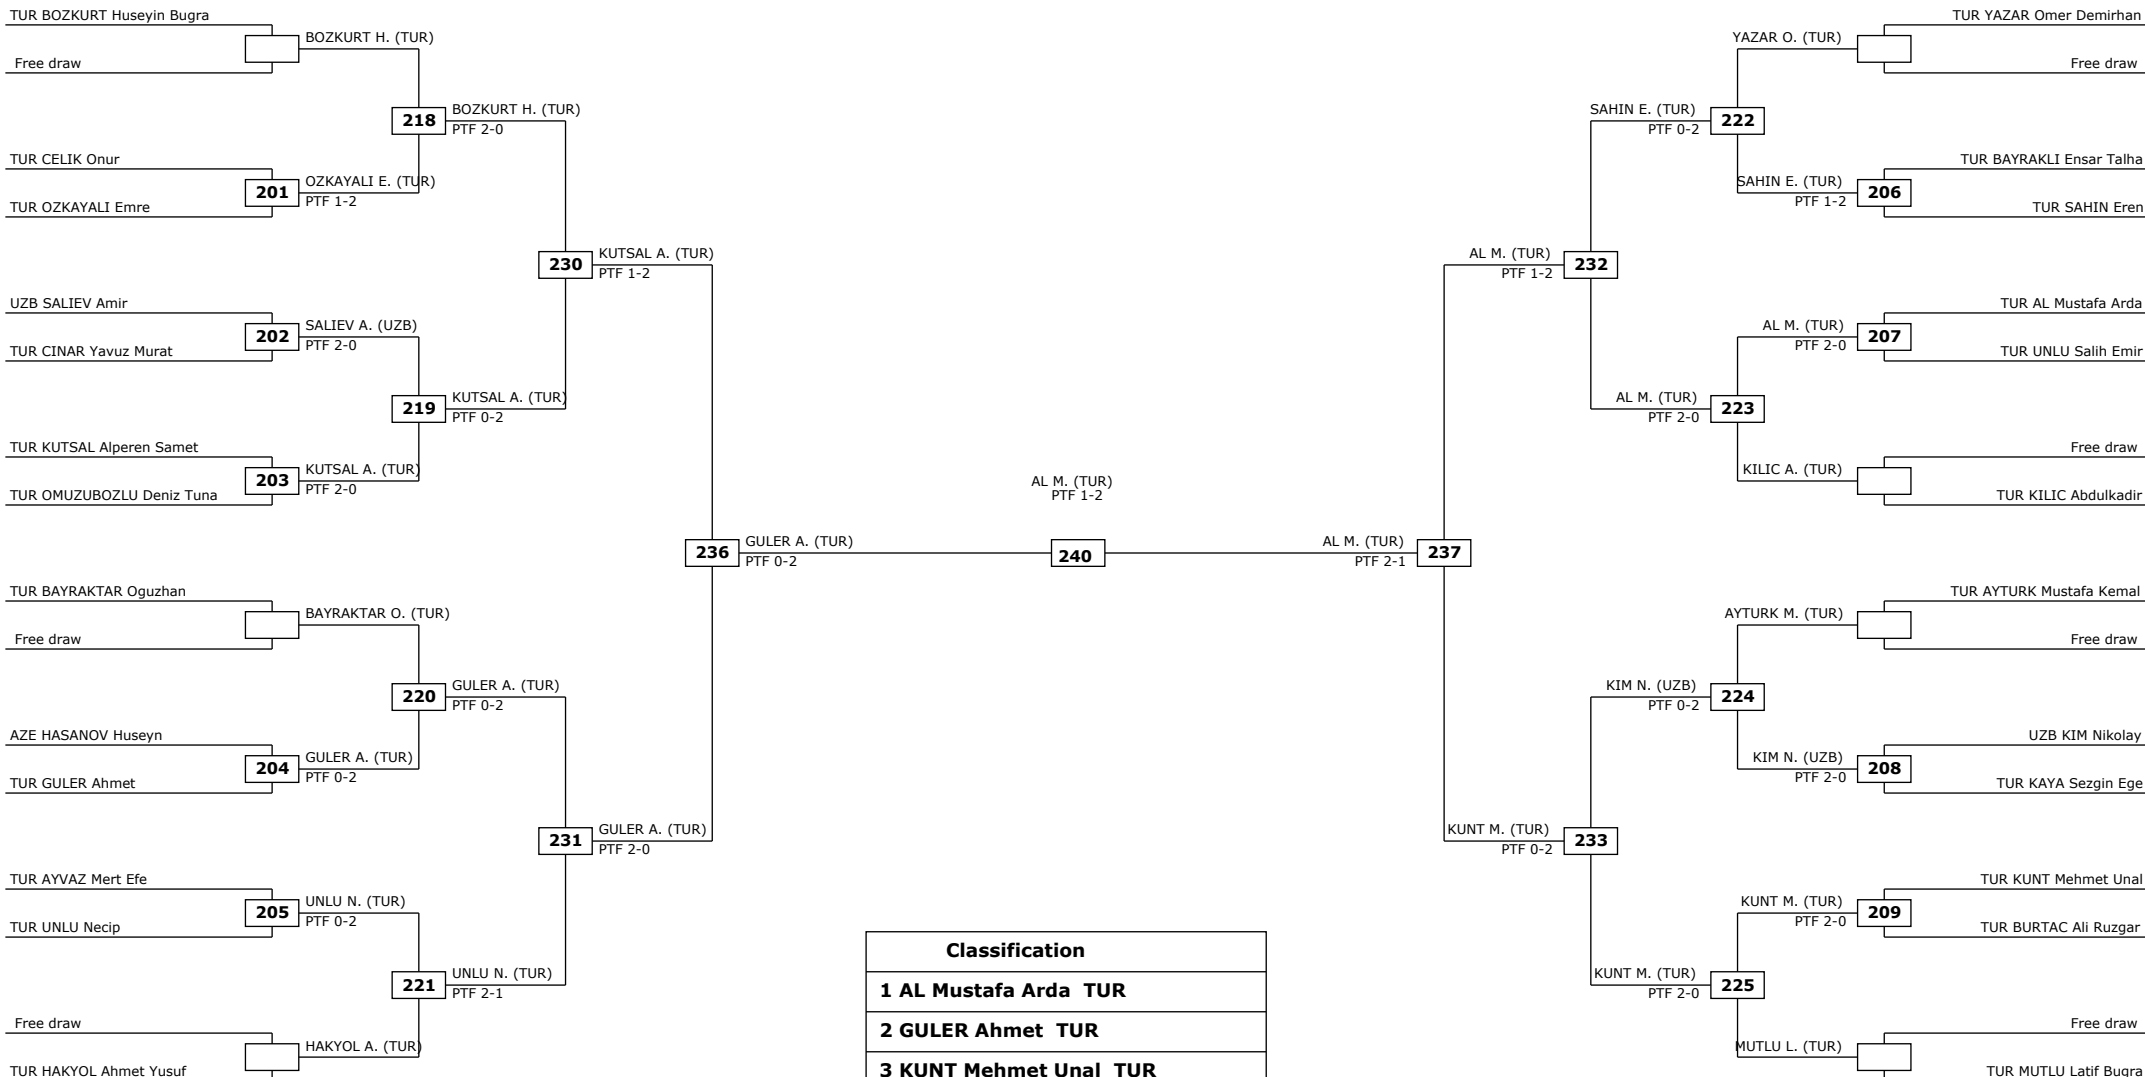 TUR BOZKURT Huseyin Bugra
BOZKURT H. (TUR)
Free draw
218
BOZKURT H. (TUR)
PTF 2-0
TUR CELIK Onur
201
OZKAYALI E. (TUR)
PTF 1-2
TUR OZKAYALI Emre
230
KUTSAL A. (TUR)
PTF 1-2
UZB SALIEV Amir
202
SALIEV A. (UZB)
PTF 2-0
TUR CINAR Yavuz Murat
219
KUTSAL A. (TUR)
PTF 0-2
TUR KUTSAL Alperen Samet
203
KUTSAL A. (TUR)
PTF 2-0
TUR OMUZUBOZLU Deniz Tuna
236
GULER A. (TUR)
PTF 0-2
TUR BAYRAKTAR Oguzhan
BAYRAKTAR O. (TUR)
Free draw
220
GULER A. (TUR)
PTF 0-2
AZE HASANOV Huseyn
204
GULER A. (TUR)
PTF 0-2
TUR GULER Ahmet
231
GULER A. (TUR)
PTF 2-0
TUR AYVAZ Mert Efe
205
UNLU N. (TUR)
PTF 0-2
TUR UNLU Necip
221
UNLU N. (TUR)
PTF 2-1
Free draw
HAKYOL A. (TUR)
TUR HAKYOL Ahmet Yusuf
AL M. (TUR)
PTF 1-2
240
TUR YAZAR Omer Demirhan
YAZAR O. (TUR)
Free draw
SAHIN E. (TUR)
PTF 0-2
222
TUR BAYRAKLI Ensar Talha
SAHIN E. (TUR)
PTF 1-2
206
TUR SAHIN Eren
AL M. (TUR)
PTF 1-2
232
TUR AL Mustafa Arda
AL M. (TUR)
PTF 2-0
207
TUR UNLU Salih Emir
AL M. (TUR)
PTF 2-0
223
Free draw
KILIC A. (TUR)
TUR KILIC Abdulkadir
AL M. (TUR)
PTF 2-1
237
TUR AYTURK Mustafa Kemal
AYTURK M. (TUR)
Free draw
KIM N. (UZB)
PTF 0-2
224
UZB KIM Nikolay
KIM N. (UZB)
PTF 2-0
208
TUR KAYA Sezgin Ege
KUNT M. (TUR)
PTF 0-2
233
TUR KUNT Mehmet Unal
KUNT M. (TUR)
PTF 2-0
209
TUR BURTAC Ali Ruzgar
KUNT M. (TUR)
PTF 2-0
225
Free draw
MUTLU L. (TUR)
TUR MUTLU Latif Bugra
Classification
1 AL Mustafa Arda TUR
2 GULER Ahmet TUR
3 KUNT Mehmet Unal TUR